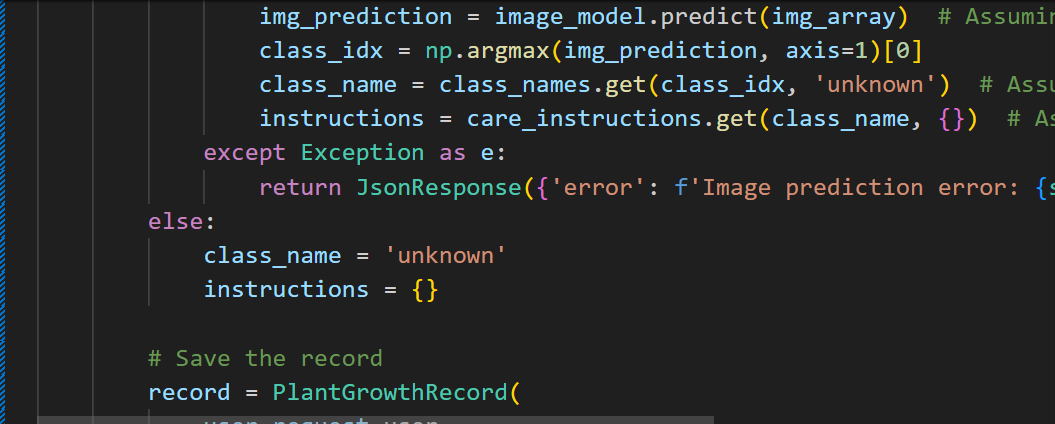 img_prediction = image_model.predict(img_array)  # Assumin
class_idx = np.argmax(img_prediction, axis=1)[0]
class_name = class_names.get(class_idx, 'unknown')  # Assu
instructions = care_instructions.get(class_name, {})  # As
except Exception as e:
return JsonResponse({'error': f'Image prediction error: {s
else:
class_name = 'unknown'
instructions = {}
# Save the record
record = PlantGrowthRecord(